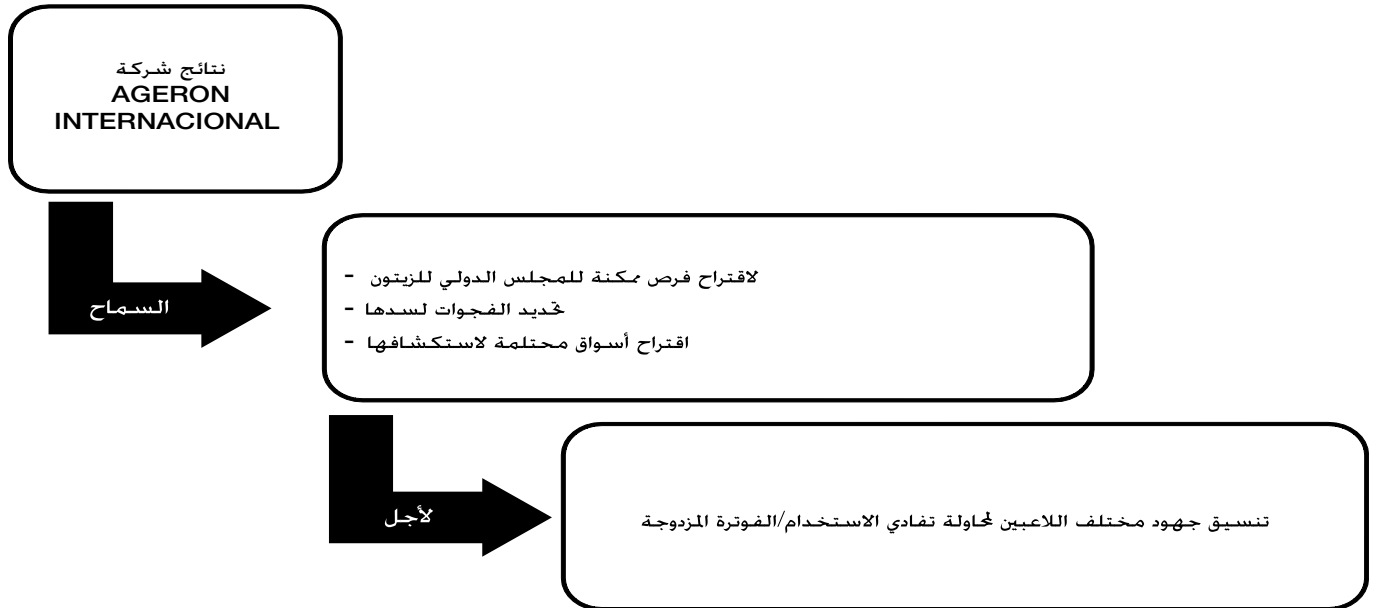 نتائج شركة
AGERON
INTERNACIONAL
السماح
- لاقتراح فرص ممكنة للمجلس الدولي للزيتون
- تحديد الفجوات لسدها
- اقتراح أسواق محتلمة لاستكشافها
لأجل
تنسيق جهود مختلف اللاعبين لمحاولة تفادي الاستخدام/الفوترة المزدوجة